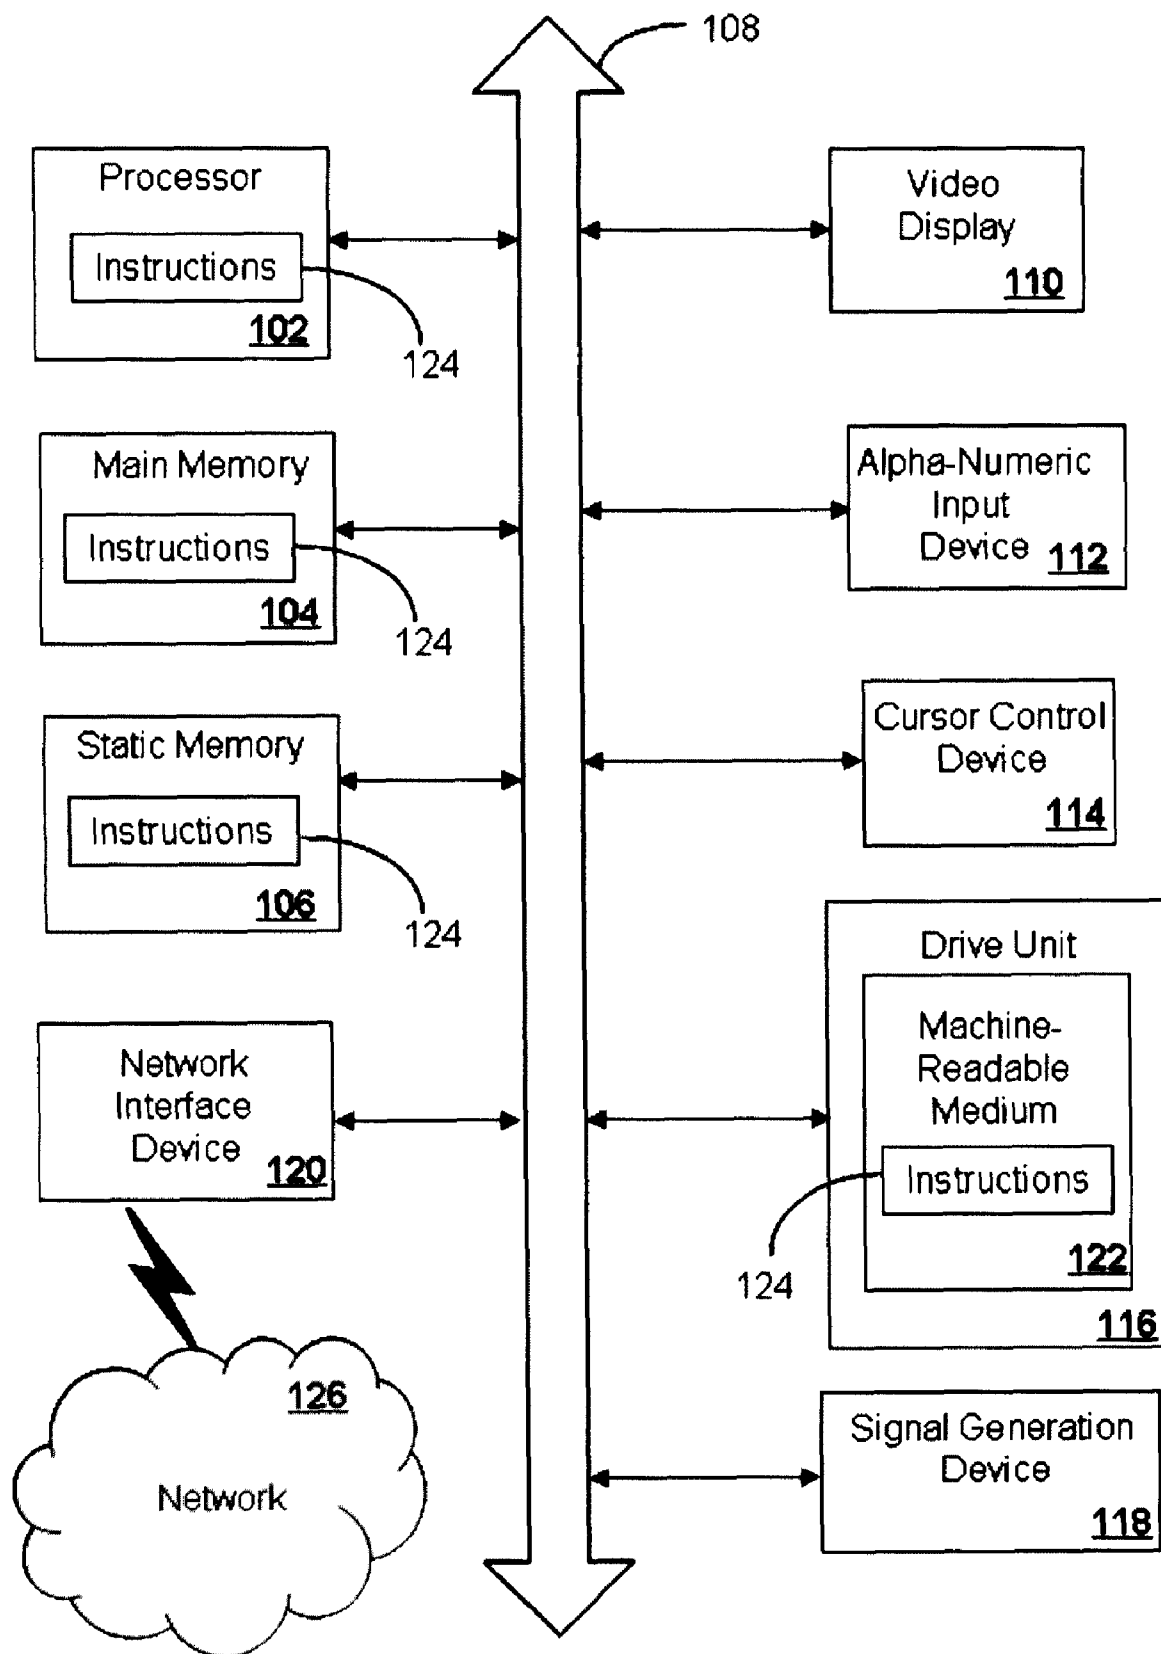 108
Processor
Instructions
102
124
Main Memory
Instructions
104
124
Static Memory
Instructions
106
124
Network
Interface
Device
120
126
Network
Video
Display
110
Alpha-Numeric
Input
Device
112
Cursor Control
Device
114
Drive Unit
Machine-
Readable
Medium
Instructions
122
124
116
Signal Generation
Device
118